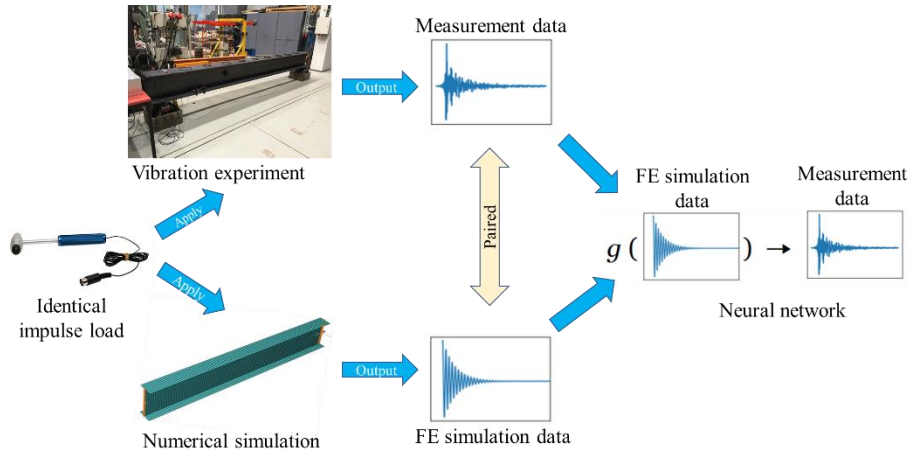 Measurement data
Output
Vibration experiment
Apply
Identical
impulse load
Apply
Numerical simulation
Output
FE simulation data
Paired
FE simulation
data
Measurement
data
g ( ) →
Neural network